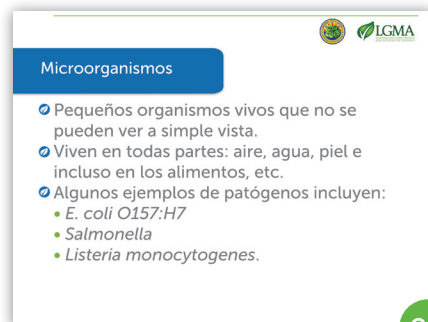 LGMA
Microorganismos
Pequeños organismos vivos que no se
pueden ver a simple vista.
Viven en todas partes: aire, agua, piel e
incluso en los alimentos, etc.
Algunos ejemplos de patógenos incluyen:
• E. coli O157:H7
• Salmonella
• Listeria monocytogenes.